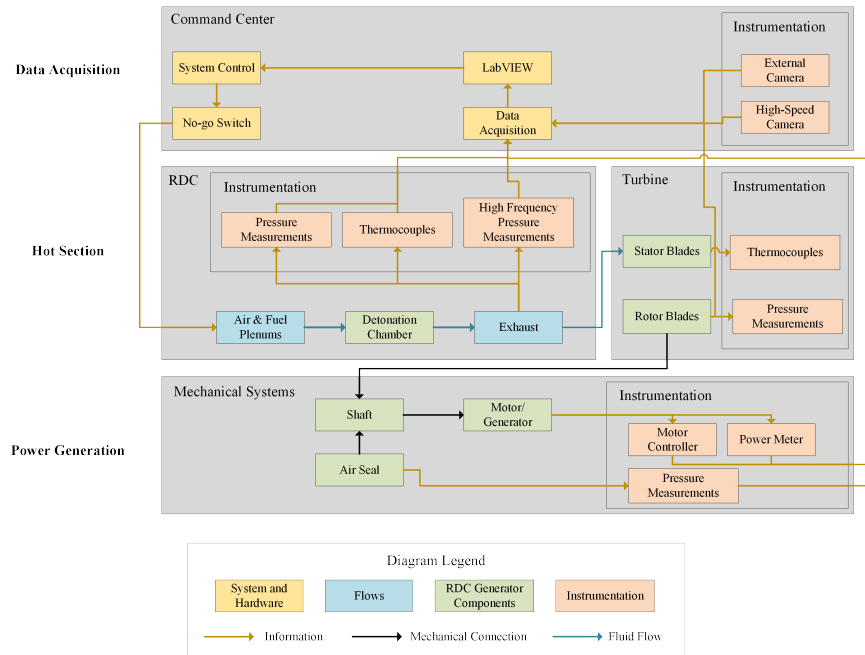 Command Center
Instrumentation
Data Acquisition
System Control
LabVIEW
External
Camera
No-go Switch
Data
Acquisition
High-Speed
Camera
RDC
Instrumentation
Turbine
Instrumentation
Hot Section
Pressure
Measurements
Thermocouples
High Frequency
Pressure
Measurements
Stator Blades
Thermocouples
Air & Fuel
Plenums
Detonation
Chamber
Exhaust
Rotor Blades
Pressure
Measurements
Mechanical Systems
Instrumentation
Power Generation
Shaft
Motor/
Generator
Motor
Controller
Power Meter
Air Seal
Pressure
Measurements
Diagram Legend
System and
Hardware
Flows
RDC Generator
Components
Instrumentation
Information
Mechanical Connection
Fluid Flow